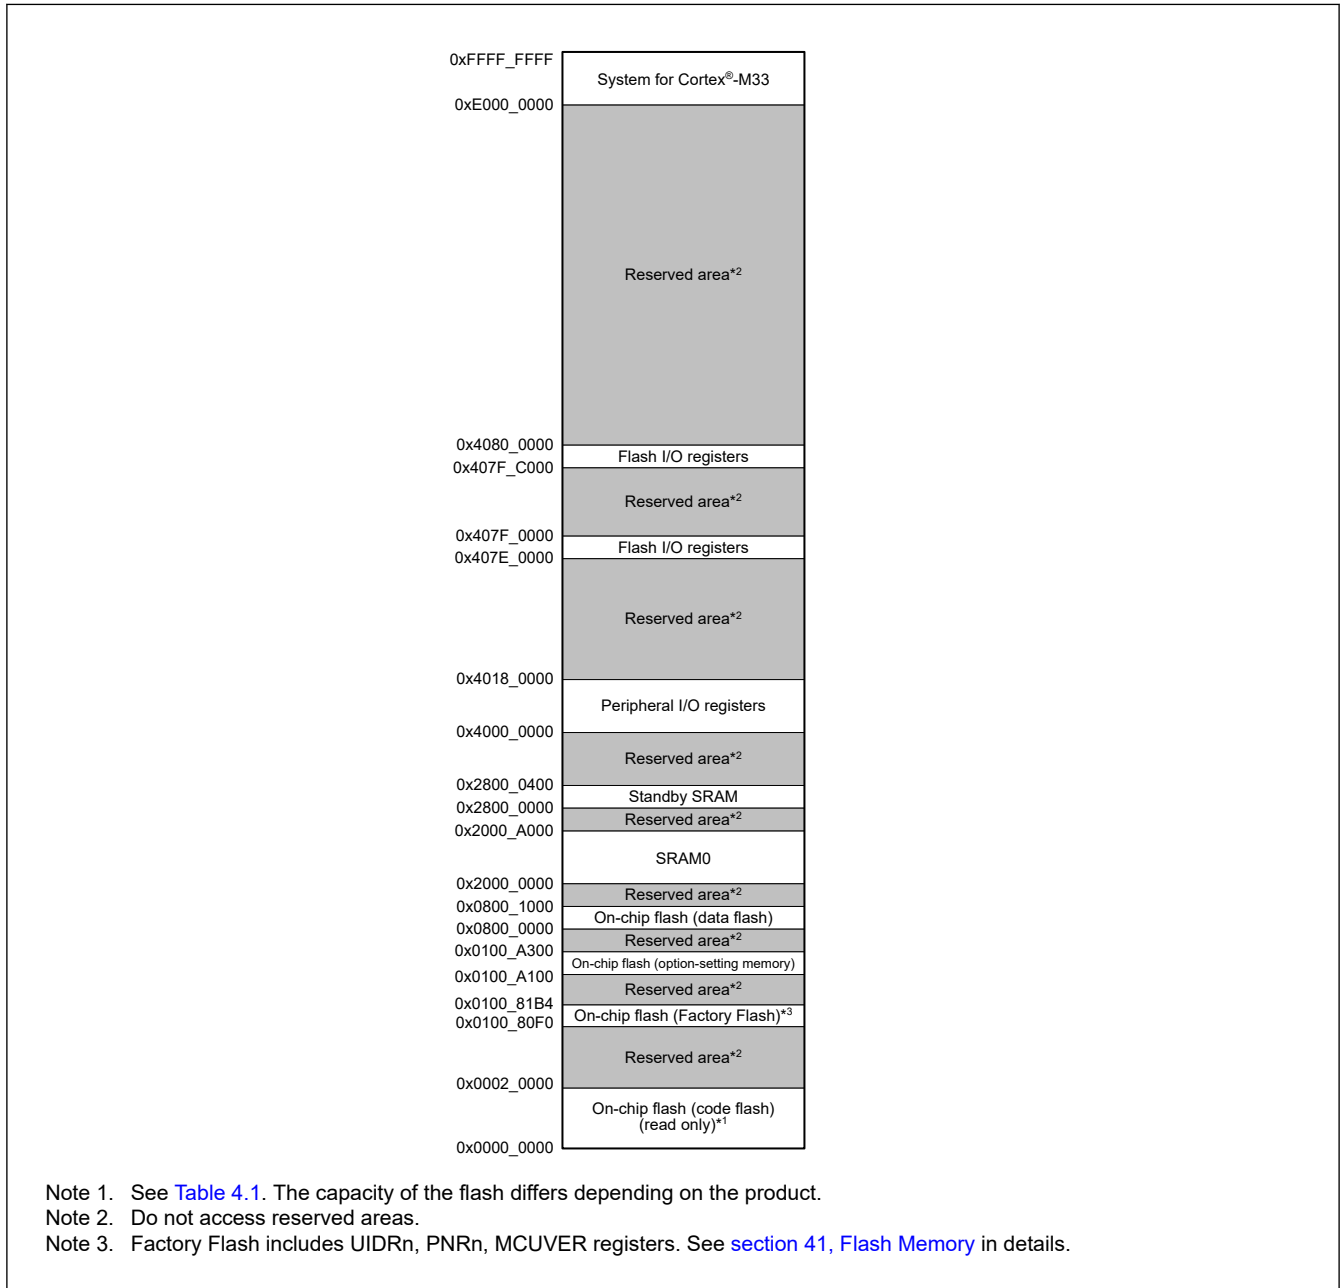 0xFFFF_FFFF
System for Cortex®-M33
0xE000_0000
Reserved area*2
0x4080_0000
Flash I/O registers
0x407F_C000
Reserved area*2
0x407F_0000
Flash I/O registers
0x407E_0000
Reserved area*2
0x4018_0000
Peripheral I/O registers
0x4000_0000
Reserved area*2
0x2800_0400
Standby SRAM
0x2800_0000
Reserved area*2
0x2000_A000
SRAM0
0x2000_0000
Reserved area*2
0x0800_1000
On-chip flash (data flash)
0x0800_0000
Reserved area*2
0x0100_A300
On-chip flash (option-setting memory)
0x0100_A100
Reserved area*2
0x0100_81B4
On-chip flash (Factory Flash)*3
0x0100_80F0
Reserved area*2
0x0002_0000
On-chip flash (code flash)
(read only)*1
0x0000_0000
Note 1. See Table 4.1. The capacity of the flash differs depending on the product.
Note 2. Do not access reserved areas.
Note 3. Factory Flash includes UIDRn, PNRn, MCUVER registers. See section 41, Flash Memory in details.